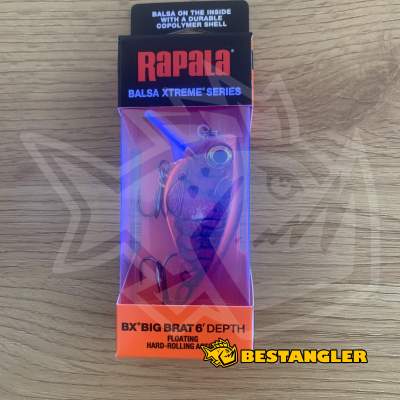 BALSA ON THE INSIDE
WITH A DURABLE
COPOLYMER SHELL
RAPALA
BALSA XTREME® SERIES
BX® BIG BRAT 6' DEPTH
FLOATING
HARD-ROLLING
BESTANGLER